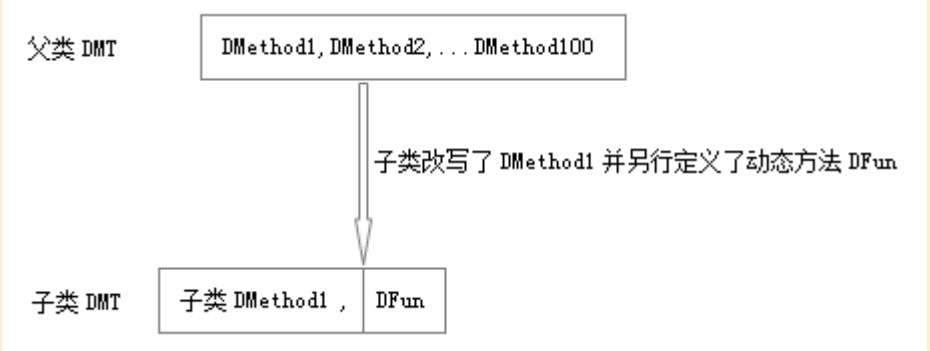 父类 DMT
DMethod1,DMethod2,...DMethod100
子类改写了 DMethod1 并另行定义了动态方法 DFun
子类 DMT
子类 DMethod1 ,
DFun